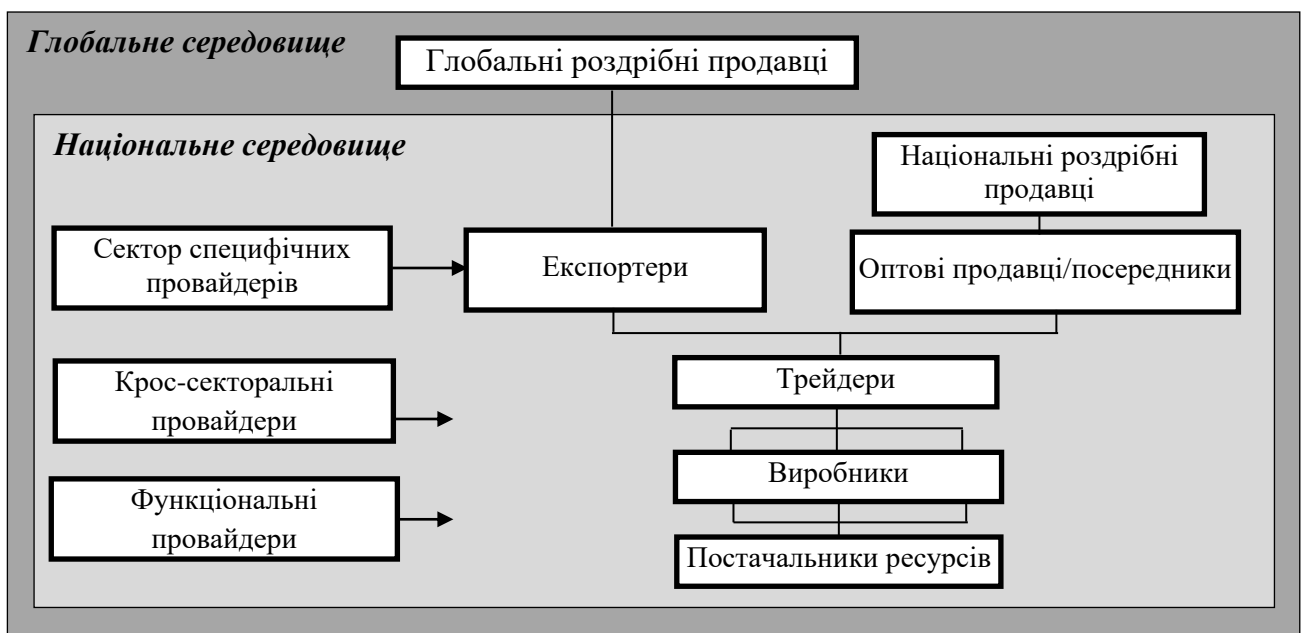 Глобальне середовище
Глобальні роздрібні продавці
Національне середовище
Національні роздрібні
продавці
Сектор специфічних
провайдерів
Експортери
Оптові продавці/посередники
Крос-секторальні
провайдери
Трейдери
Виробники
Функціональні
провайдери
Постачальники ресурсів